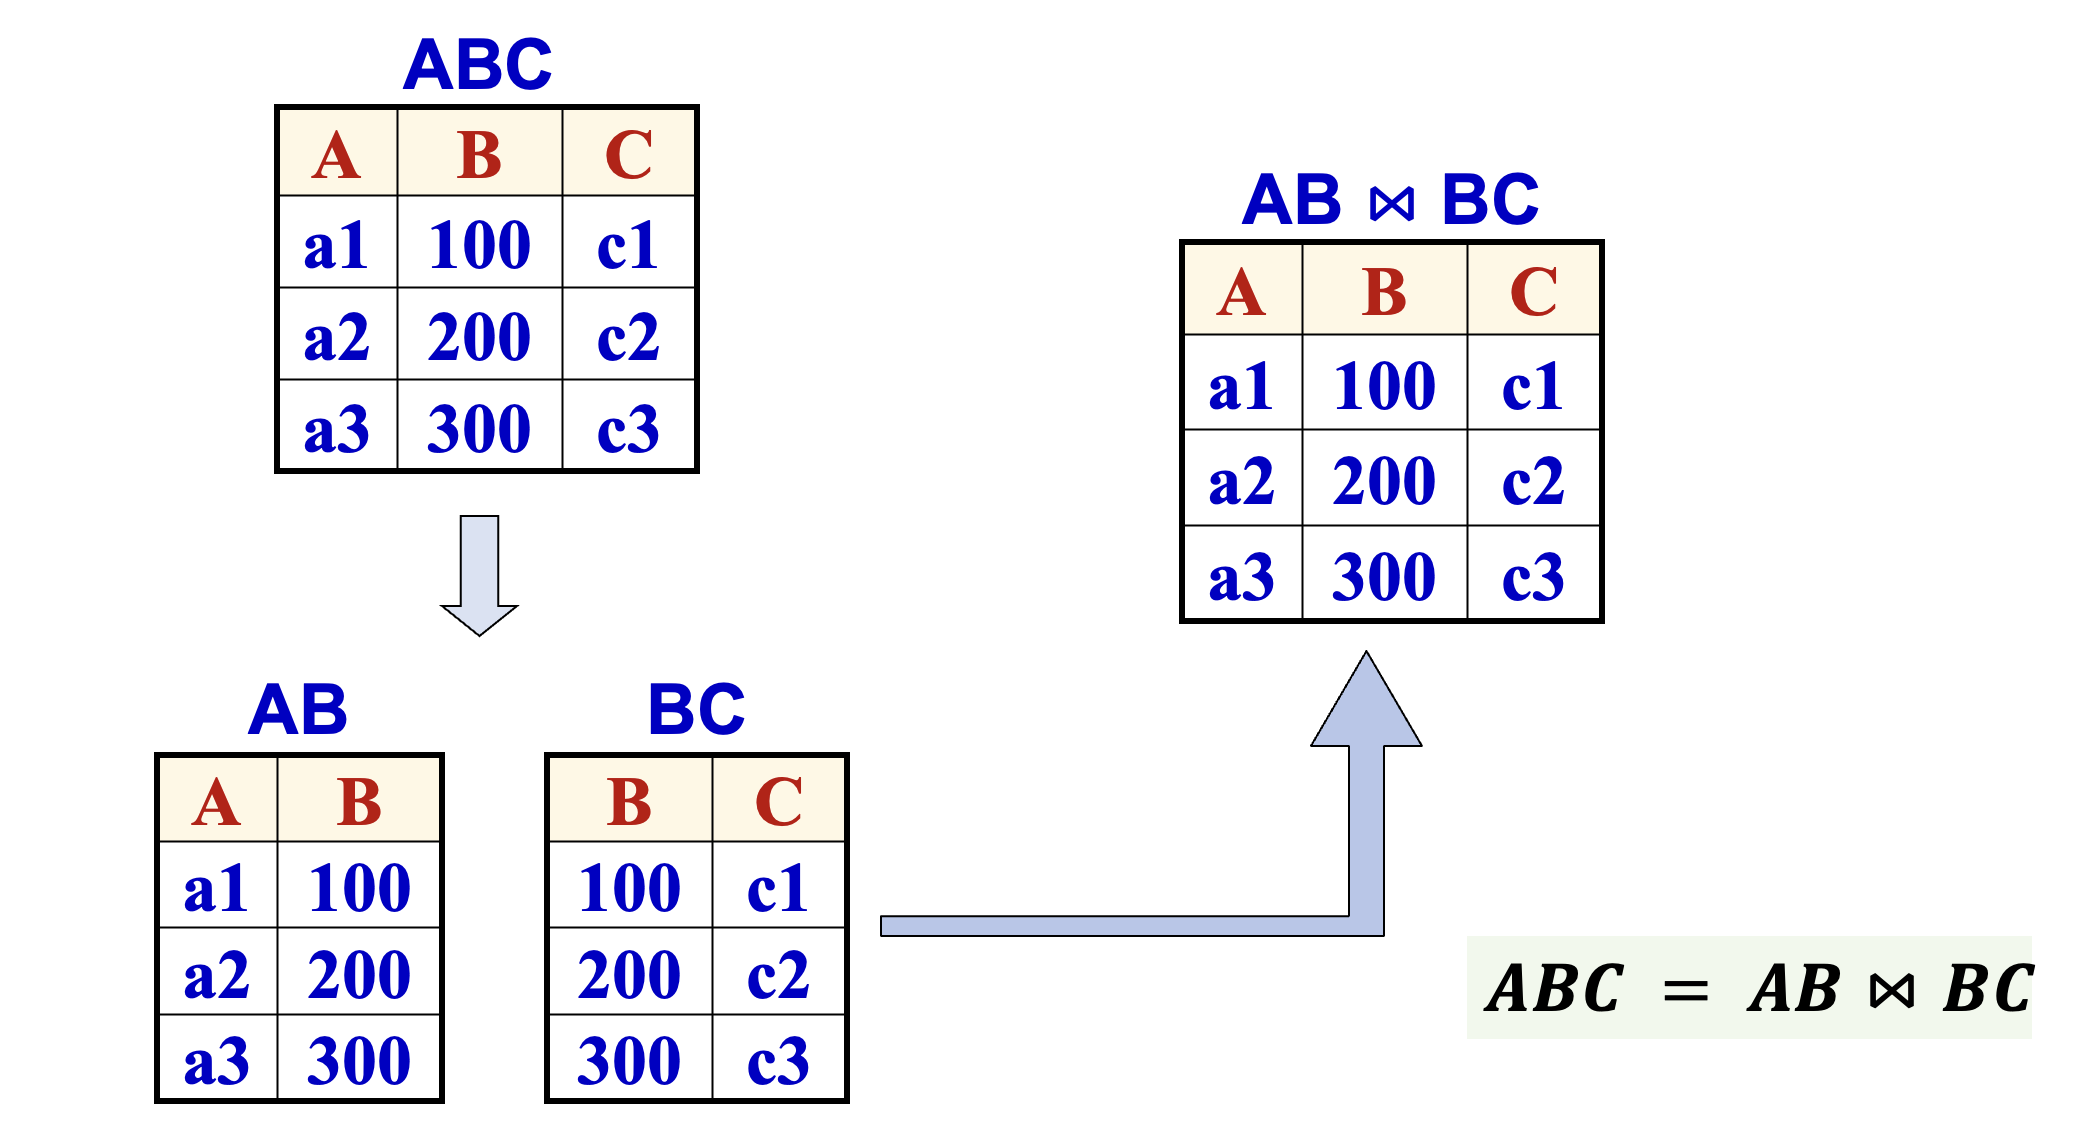 ABC
A B C
a1 100 c1
a2 200 c2
a3 300 c3
AB ⋈ BC
A B C
a1 100 c1
a2 200 c2
a3 300 c3
AB
A B
a1 100
a2 200
a3 300
BC
B C
100 c1
200 c2
300 c3
ABC = AB ⋈ BC